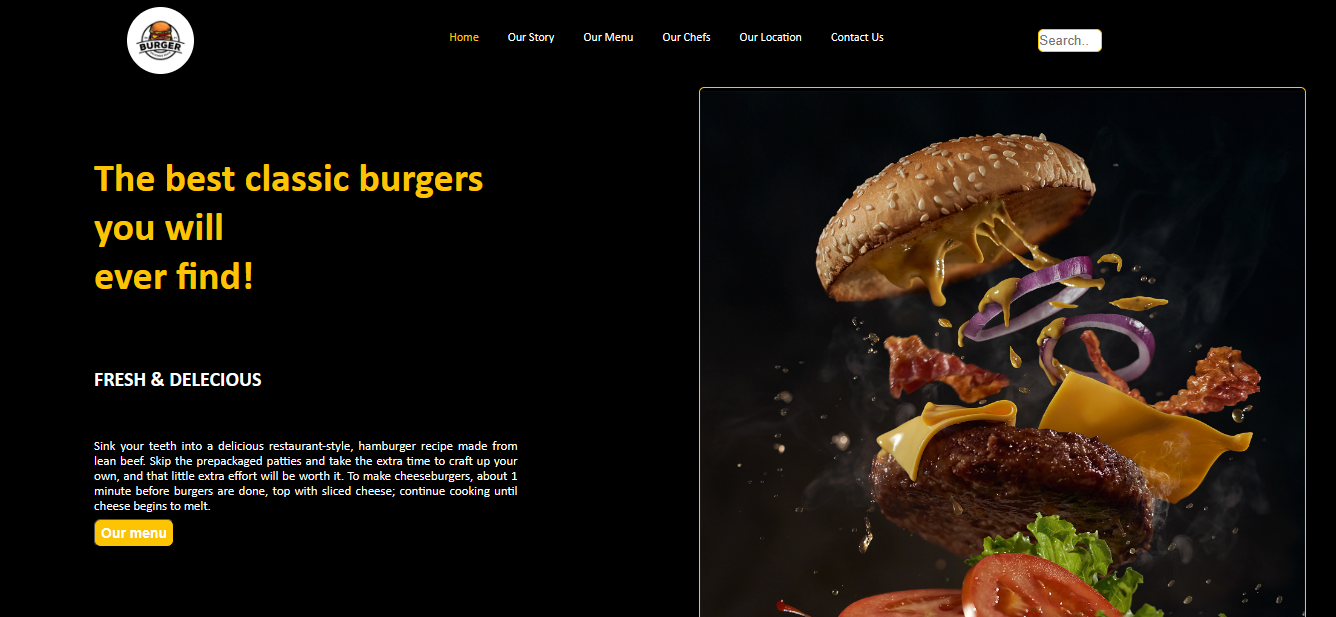 BURGER
Home Our Story Our Menu Our Chefs Our Location Contact Us
Search..
The best classic burgers
you will
ever find!
FRESH & DELECIOUS
Sink your teeth into a delicious restaurant-style, hamburger recipe made from
lean beef. Skip the prepackaged patties and take the extra time to craft up your
own, and that little extra effort will be worth it. To make cheeseburgers, about 1
minute before burgers are done, top with sliced cheese; continue cooking until
cheese begins to melt.
Our menu